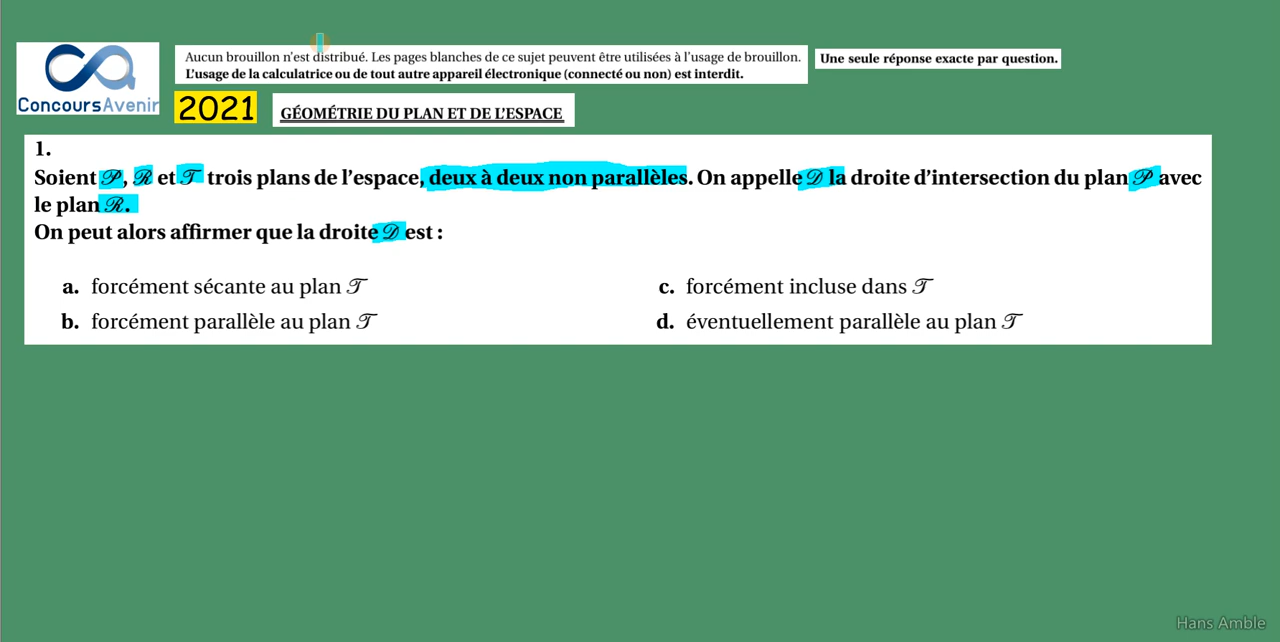 Aucun brouillon n'est distribué. Les pages blanches de ce sujet peuvent être utilisées à l'usage de brouillon.
L'usage de la calculatrice ou de tout autre appareil électronique (connecté ou non) est interdit.
Une seule réponse exacte par question.
ConcoursAvenir
2021
GÉOMÉTRIE DU PLAN ET DE L'ESPACE
1.
Soient 𝒫, ℛ et 𝒯 trois plans de l'espace, deux à deux non parallèles. On appelle 𝒟 la droite d'intersection du plan 𝒫 avec
le plan ℛ.
On peut alors affirmer que la droite 𝒟 est :
a. forcément sécante au plan 𝒯
c. forcément incluse dans 𝒯
b. forcément parallèle au plan 𝒯
d. éventuellement parallèle au plan 𝒯
Hans Amble